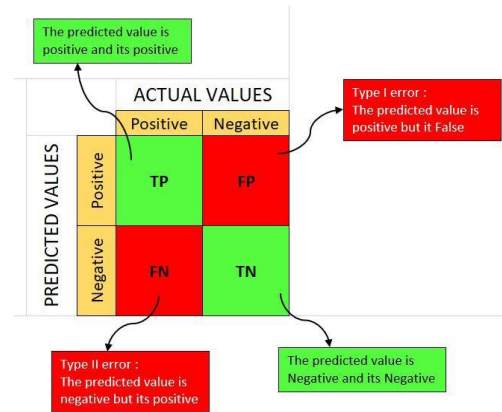 The predicted value is
positive and its positive
ACTUAL VALUES
Type I error :
The predicted value is
positive but it False
Positive
Negative
PREDICTED VALUES
Positive
TP
FP
Negative
FN
TN
Type II error :
The predicted value is
negative but its positive
The predicted value is
Negative and its Negative